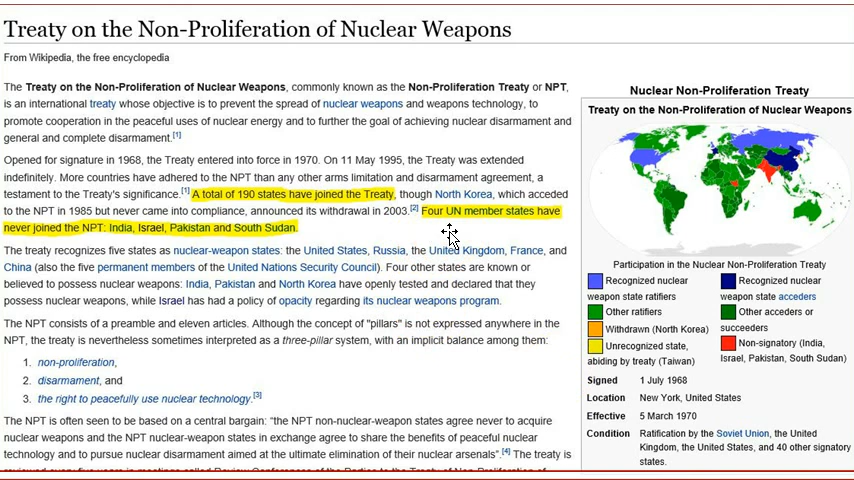 Treaty on the Non-Proliferation of Nuclear Weapons
From Wikipedia, the free encyclopedia
The Treaty on the Non-Proliferation of Nuclear Weapons, commonly known as the Non-Proliferation Treaty or NPT,
is an international treaty whose objective is to prevent the spread of nuclear weapons and weapons technology, to
promote cooperation in the peaceful uses of nuclear energy and to further the goal of achieving nuclear disarmament and
general and complete disarmament.[1]
Opened for signature in 1968, the Treaty entered into force in 1970. On 11 May 1995, the Treaty was extended
indefinitely. More countries have adhered to the NPT than any other arms limitation and disarmament agreement, a
testament to the Treaty's significance.[1] A total of 190 states have joined the Treaty, though North Korea, which acceded
to the NPT in 1985 but never came into compliance, announced its withdrawal in 2003.[2] Four UN member states have
never joined the NPT: India, Israel, Pakistan and South Sudan.
The treaty recognizes five states as nuclear-weapon states: the United States, Russia, the United Kingdom, France, and
China (also the five permanent members of the United Nations Security Council). Four other states are known or
believed to possess nuclear weapons: India, Pakistan and North Korea have openly tested and declared that they
possess nuclear weapons, while Israel has had a policy of opacity regarding its nuclear weapons program.
The NPT consists of a preamble and eleven articles. Although the concept of "pillars" is not expressed anywhere in the
NPT, the treaty is nevertheless sometimes interpreted as a three-pillar system, with an implicit balance among them:
1. non-proliferation,
2. disarmament, and
3. the right to peacefully use nuclear technology.[3]
The NPT is often seen to be based on a central bargain: "the NPT non-nuclear-weapon states agree never to acquire
nuclear weapons and the NPT nuclear-weapon states in exchange agree to share the benefits of peaceful nuclear
technology and to pursue nuclear disarmament aimed at the ultimate elimination of their nuclear arsenals".[4] The treaty is
reviewed every five years in meetings called Review Conferences of the Parties to the Treaty of Non-Proliferation of
Nuclear Non-Proliferation Treaty
Treaty on the Non-Proliferation of Nuclear Weapons
Participation in the Nuclear Non-Proliferation Treaty
Recognized nuclear weapon state ratifiers
Recognized nuclear weapon state acceders
Other ratifiers
Other acceders or succeeders
Withdrawn (North Korea)
Non-signatory (India, Israel, Pakistan, South Sudan)
Unrecognized state, abiding by treaty (Taiwan)
Signed 1 July 1968
Location New York, United States
Effective 5 March 1970
Condition Ratification by the Soviet Union, the United
Kingdom, the United States, and 40 other signatory
states.